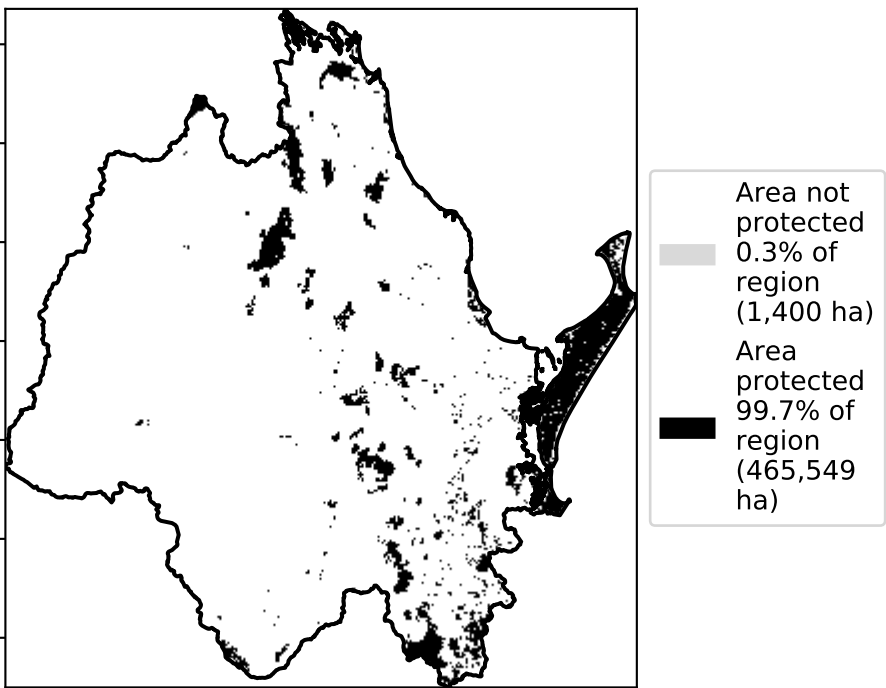 Area not
protected
0.3% of
region
(1,400 ha)
Area
protected
99.7% of
region
(465,549
ha)